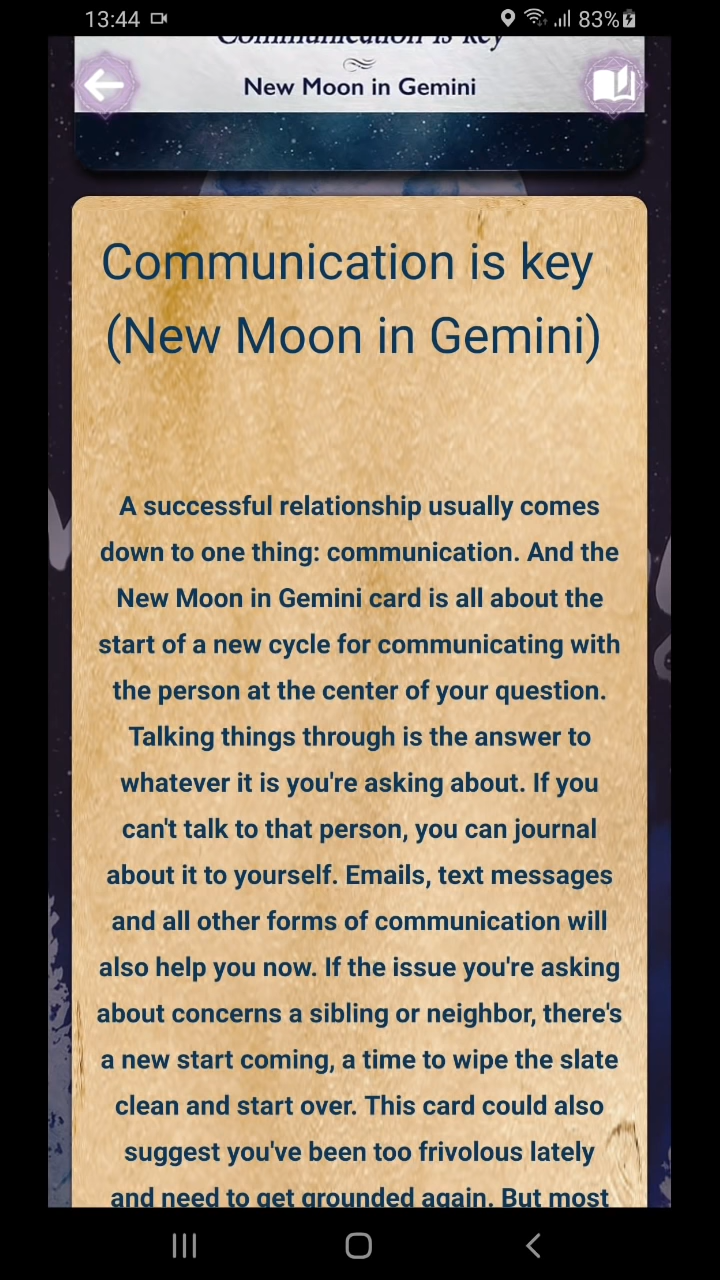 13:44
83%
Communication is key
New Moon in Gemini
Communication is key
(New Moon in Gemini)
A successful relationship usually comes
down to one thing: communication. And the
New Moon in Gemini card is all about the
start of a new cycle for communicating with
the person at the center of your question.
Talking things through is the answer to
whatever it is you're asking about. If you
can't talk to that person, you can journal
about it to yourself. Emails, text messages
and all other forms of communication will
also help you now. If the issue you're asking
about concerns a sibling or neighbor, there's
a new start coming, a time to wipe the slate
clean and start over. This card could also
suggest you've been too frivolous lately
and need to get grounded again. But most